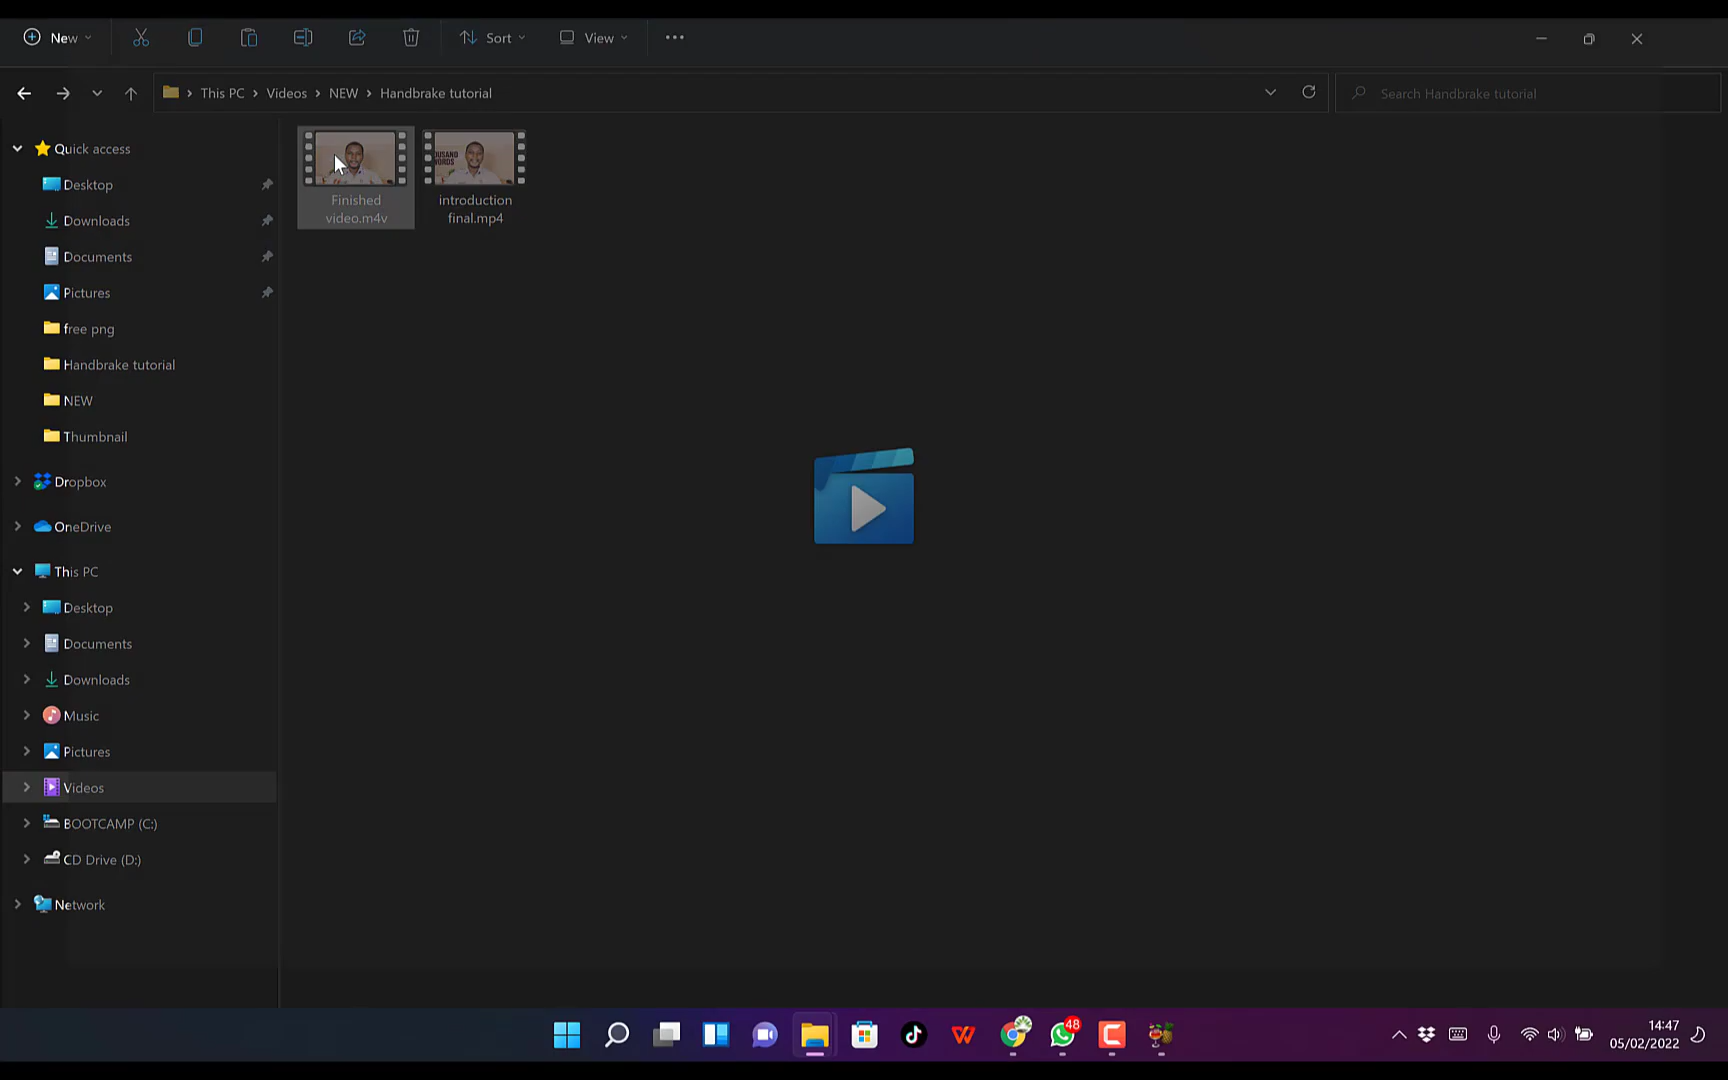 New
Sort
View
This PC > Videos > NEW > Handbrake tutorial
Search Handbrake tutorial
Quick access
Desktop
Downloads
Documents
Pictures
free png
Handbrake tutorial
NEW
Thumbnail
Dropbox
OneDrive
This PC
Desktop
Documents
Downloads
Music
Pictures
Videos
BOOTCAMP (C:)
CD Drive (D:)
Network
OUSAND
WORDS
Finished
video.m4v
introduction
final.mp4
48
14:47
05/02/2022